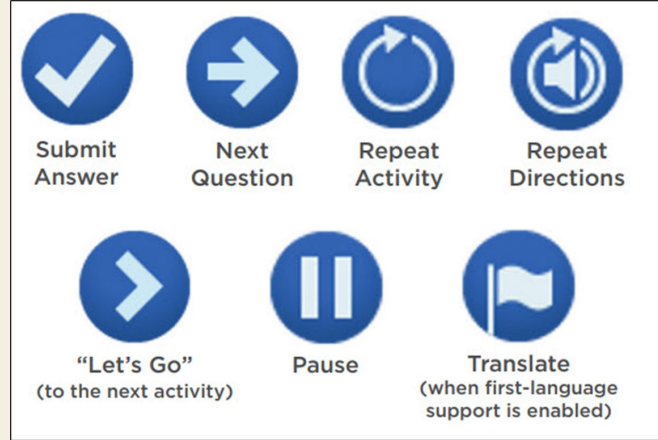 Submit
Answer
Next
Question
Repeat
Activity
Repeat
Directions
“Let’s Go”
(to the next activity)
Pause
Translate
(when first-language
support is enabled)